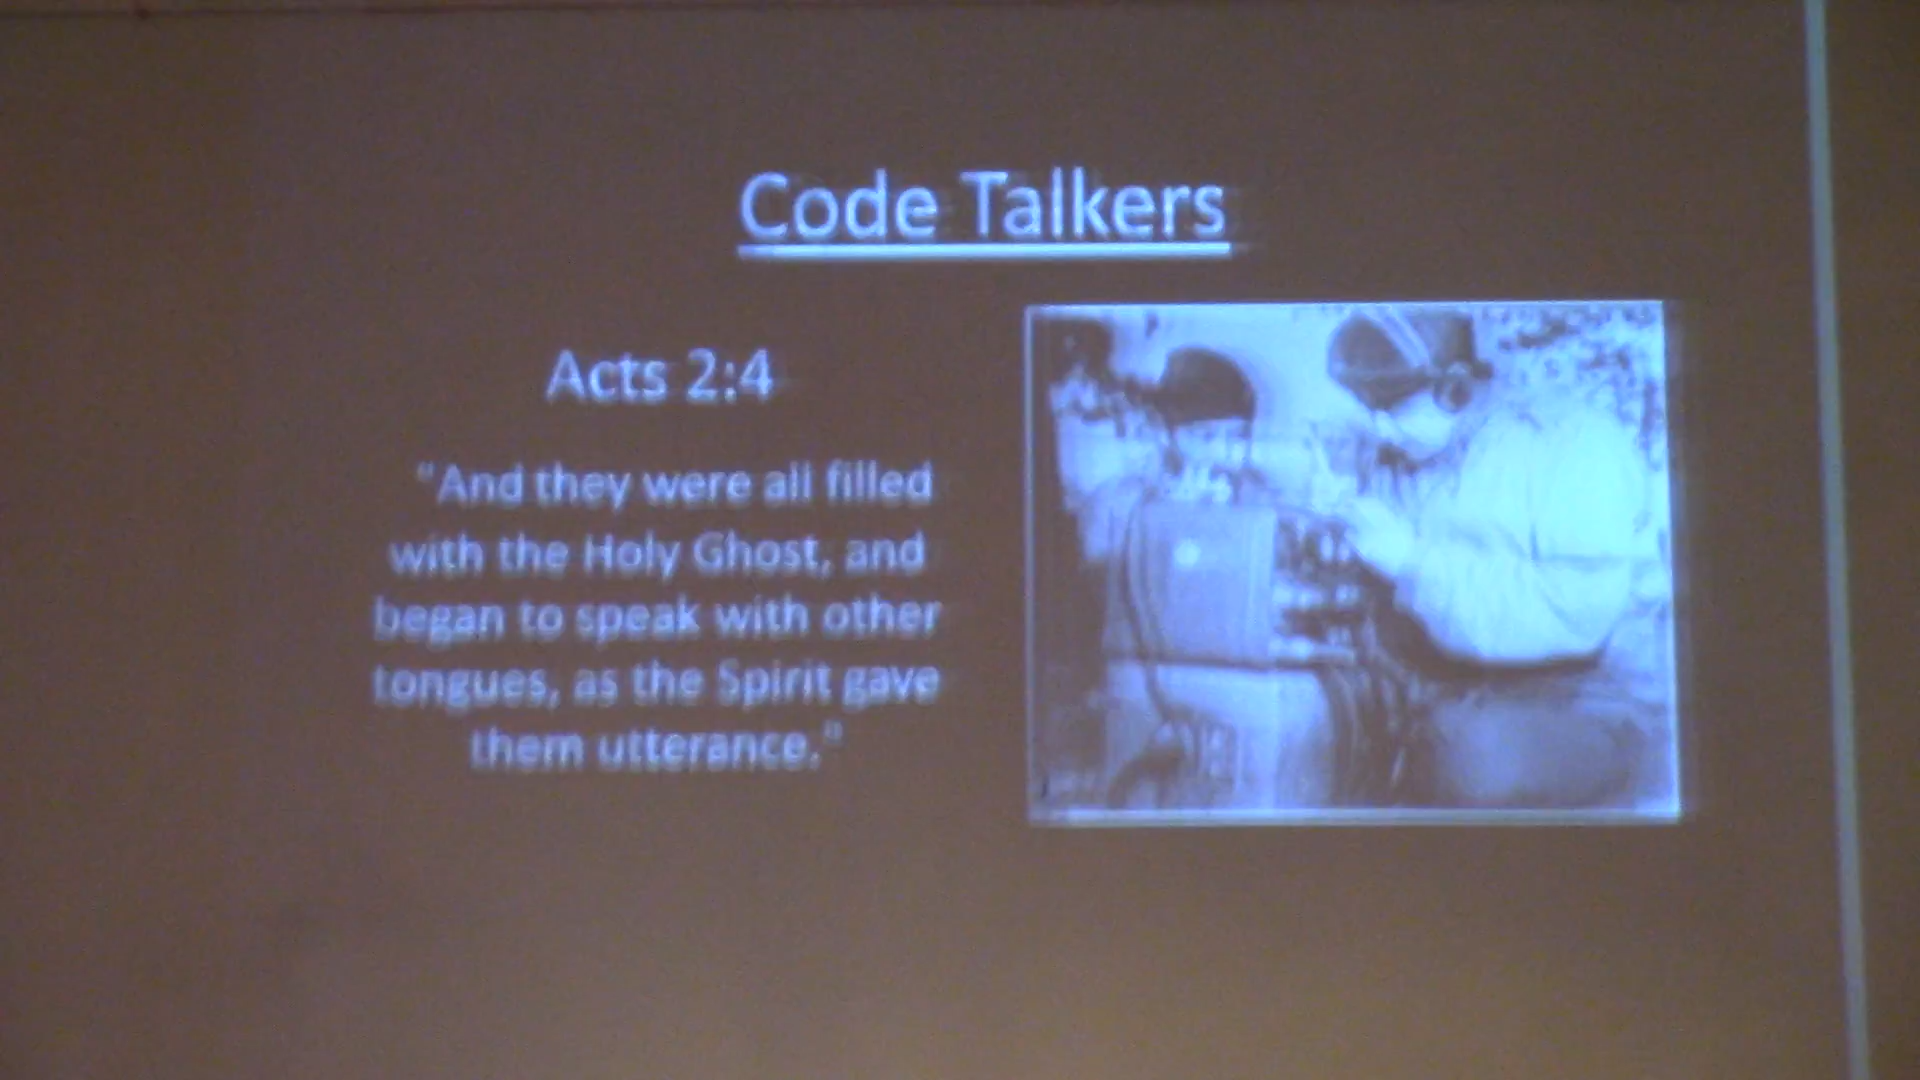 Code Talkers
Acts 2:4
"And they were all filled
with the Holy Ghost, and
began to speak with other
tongues, as the Spirit gave
them utterance."